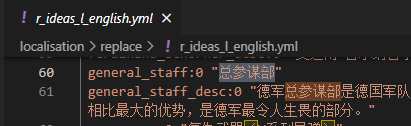 r_ideas_l_english.yml
localisation > replace > ! r_ideas_l_english.yml
60 general_staff:0 "总参谋部"
61 general_staff_desc:0 "德军总参谋部是德国军队
相比最大的优势，是德军最令人生畏的部分。"